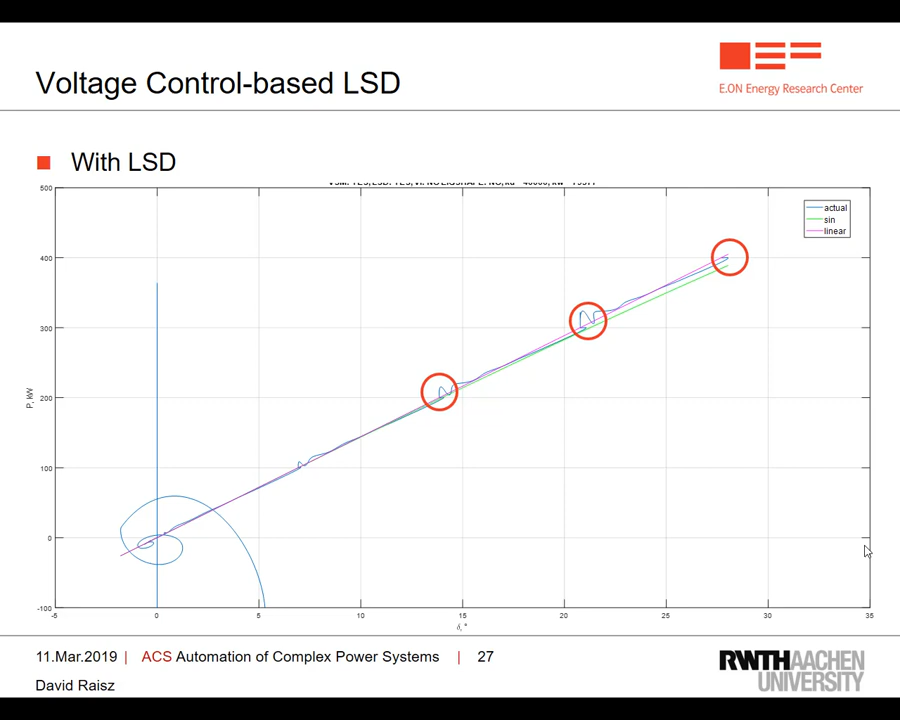 Voltage Control-based LSD
E.ON Energy Research Center
With LSD
500
400
300
200
100
0
-100
P, kW
-5
0
5
10
15
20
25
30
35
δ, °
actual
sin
linear
11.Mar.2019 | ACS Automation of Complex Power Systems | 27
David Raisz
RWTHAACHEN
UNIVERSITY